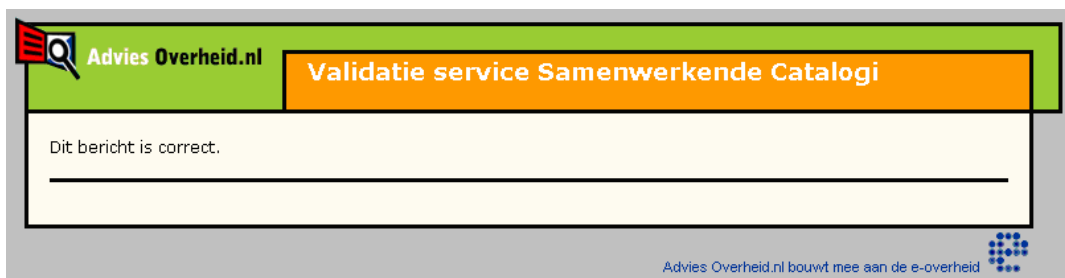 Advies Overheid.nl
Validatie service Samenwerkende Catalogi
Dit bericht is correct.
Advies Overheid.nl bouwt mee aan de e-overheid